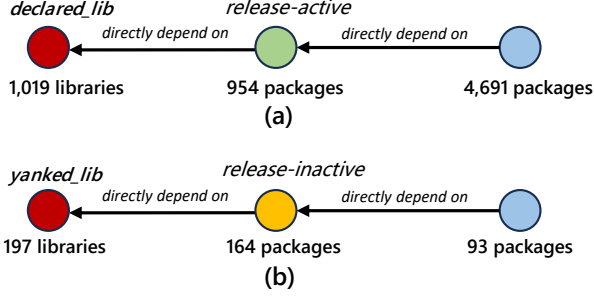 declared_lib
release-active
directly depend on
directly depend on
1,019 libraries
954 packages
4,691 packages
(a)
yanked_lib
release-inactive
directly depend on
directly depend on
197 libraries
164 packages
93 packages
(b)